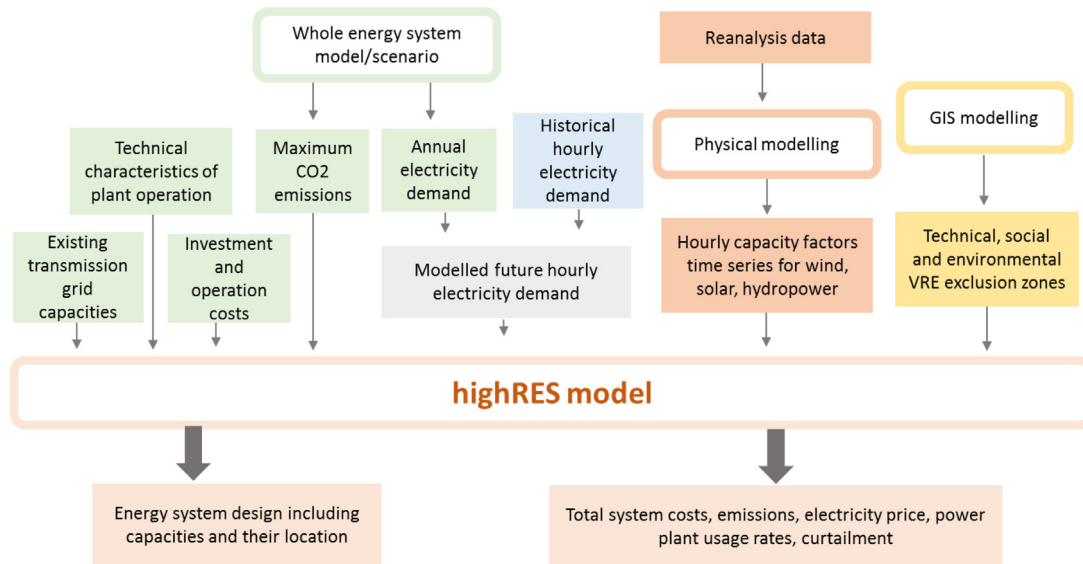 Whole energy system
model/scenario
Reanalysis data
Technical
characteristics of
plant operation
Maximum
CO2
emissions
Annual
electricity
demand
Historical
hourly
electricity
demand
Physical modelling
GIS modelling
Existing
transmission
grid
capacities
Investment
and
operation
costs
Modelled future hourly
electricity demand
Hourly capacity factors
time series for wind,
solar, hydropower
Technical, social
and environmental
VRE exclusion zones
highRES model
Energy system design including
capacities and their location
Total system costs, emissions, electricity price, power
plant usage rates, curtailment